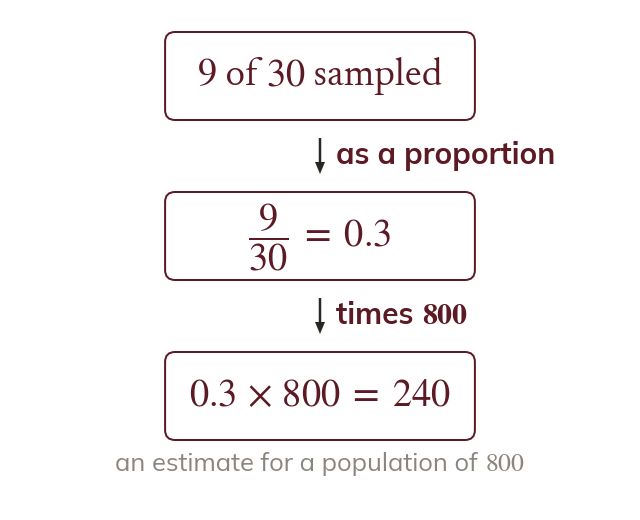 9 of 30 sampled
as a proportion
9/30 = 0.3
times 800
0.3 × 800 = 240
an estimate for a population of 800